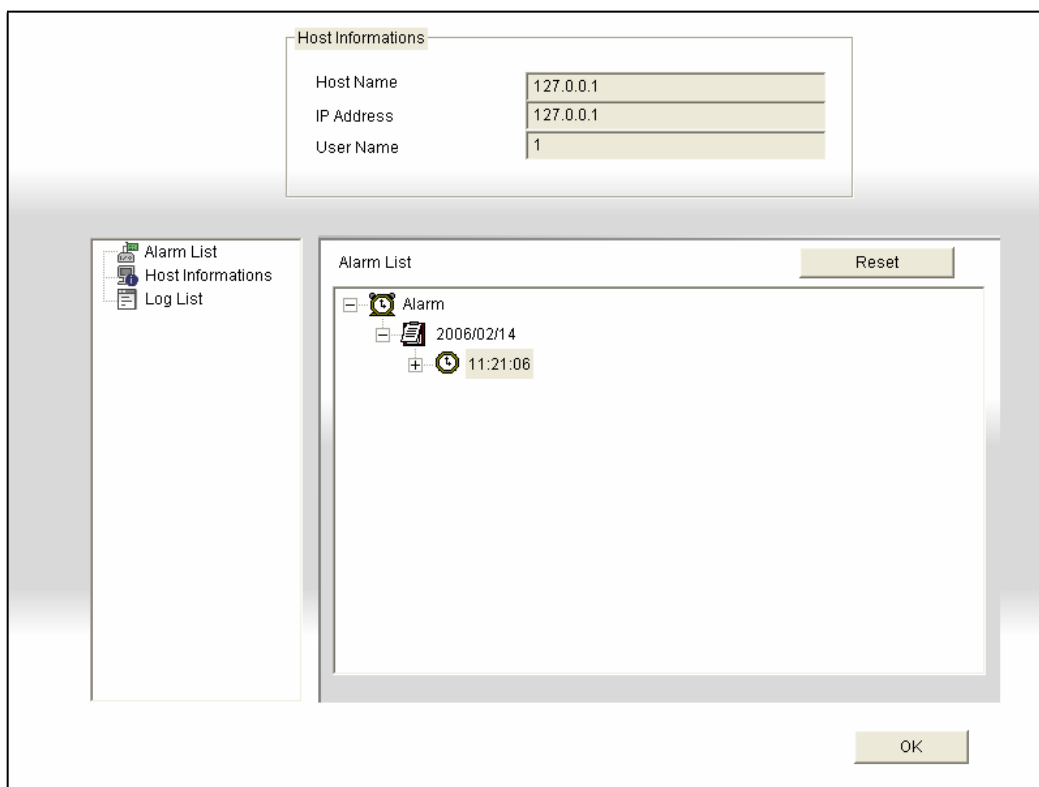 Host Informations
Host Name 127.0.0.1
IP Address 127.0.0.1
User Name 1
Alarm List
Host Informations
Log List
Alarm List Reset
Alarm
2006/02/14
11:21:06
OK